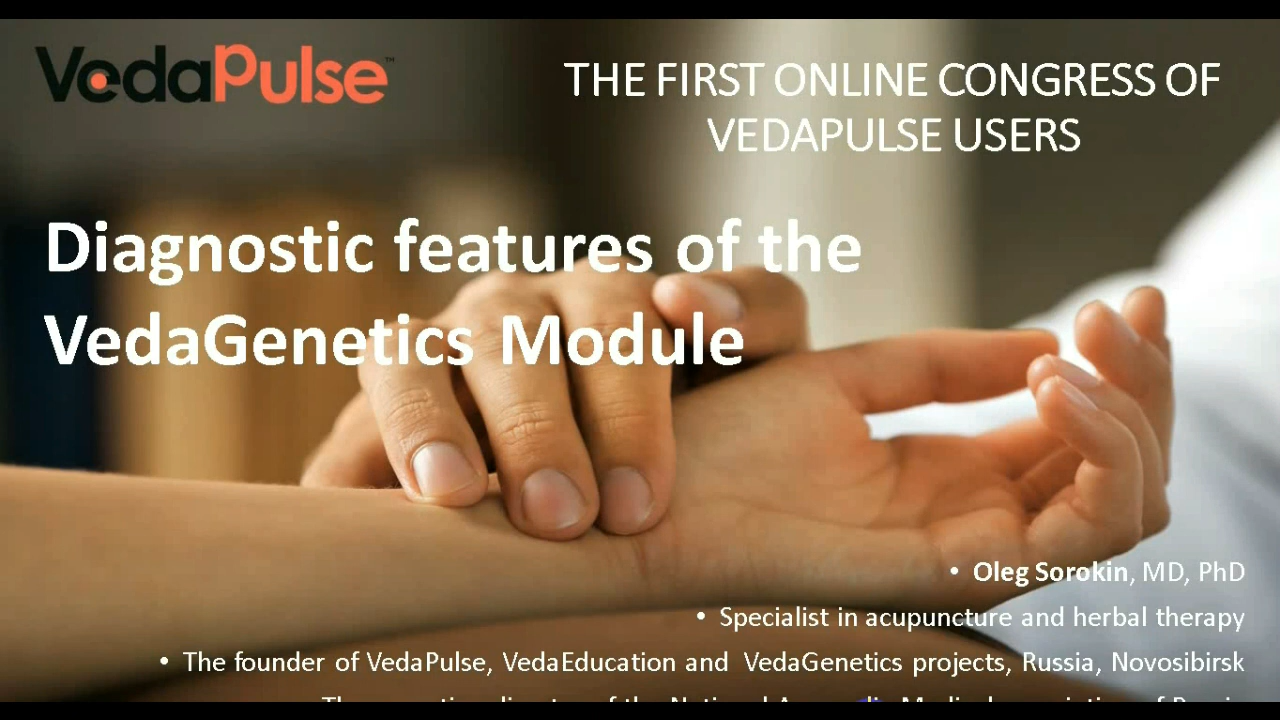 VedaPulse™
THE FIRST ONLINE CONGRESS OF
VEDAPULSE USERS
Diagnostic features of the
VedaGenetics Module
• Oleg Sorokin, MD, PhD
• Specialist in acupuncture and herbal therapy
• The founder of VedaPulse, VedaEducation and VedaGenetics projects, Russia, Novosibirsk